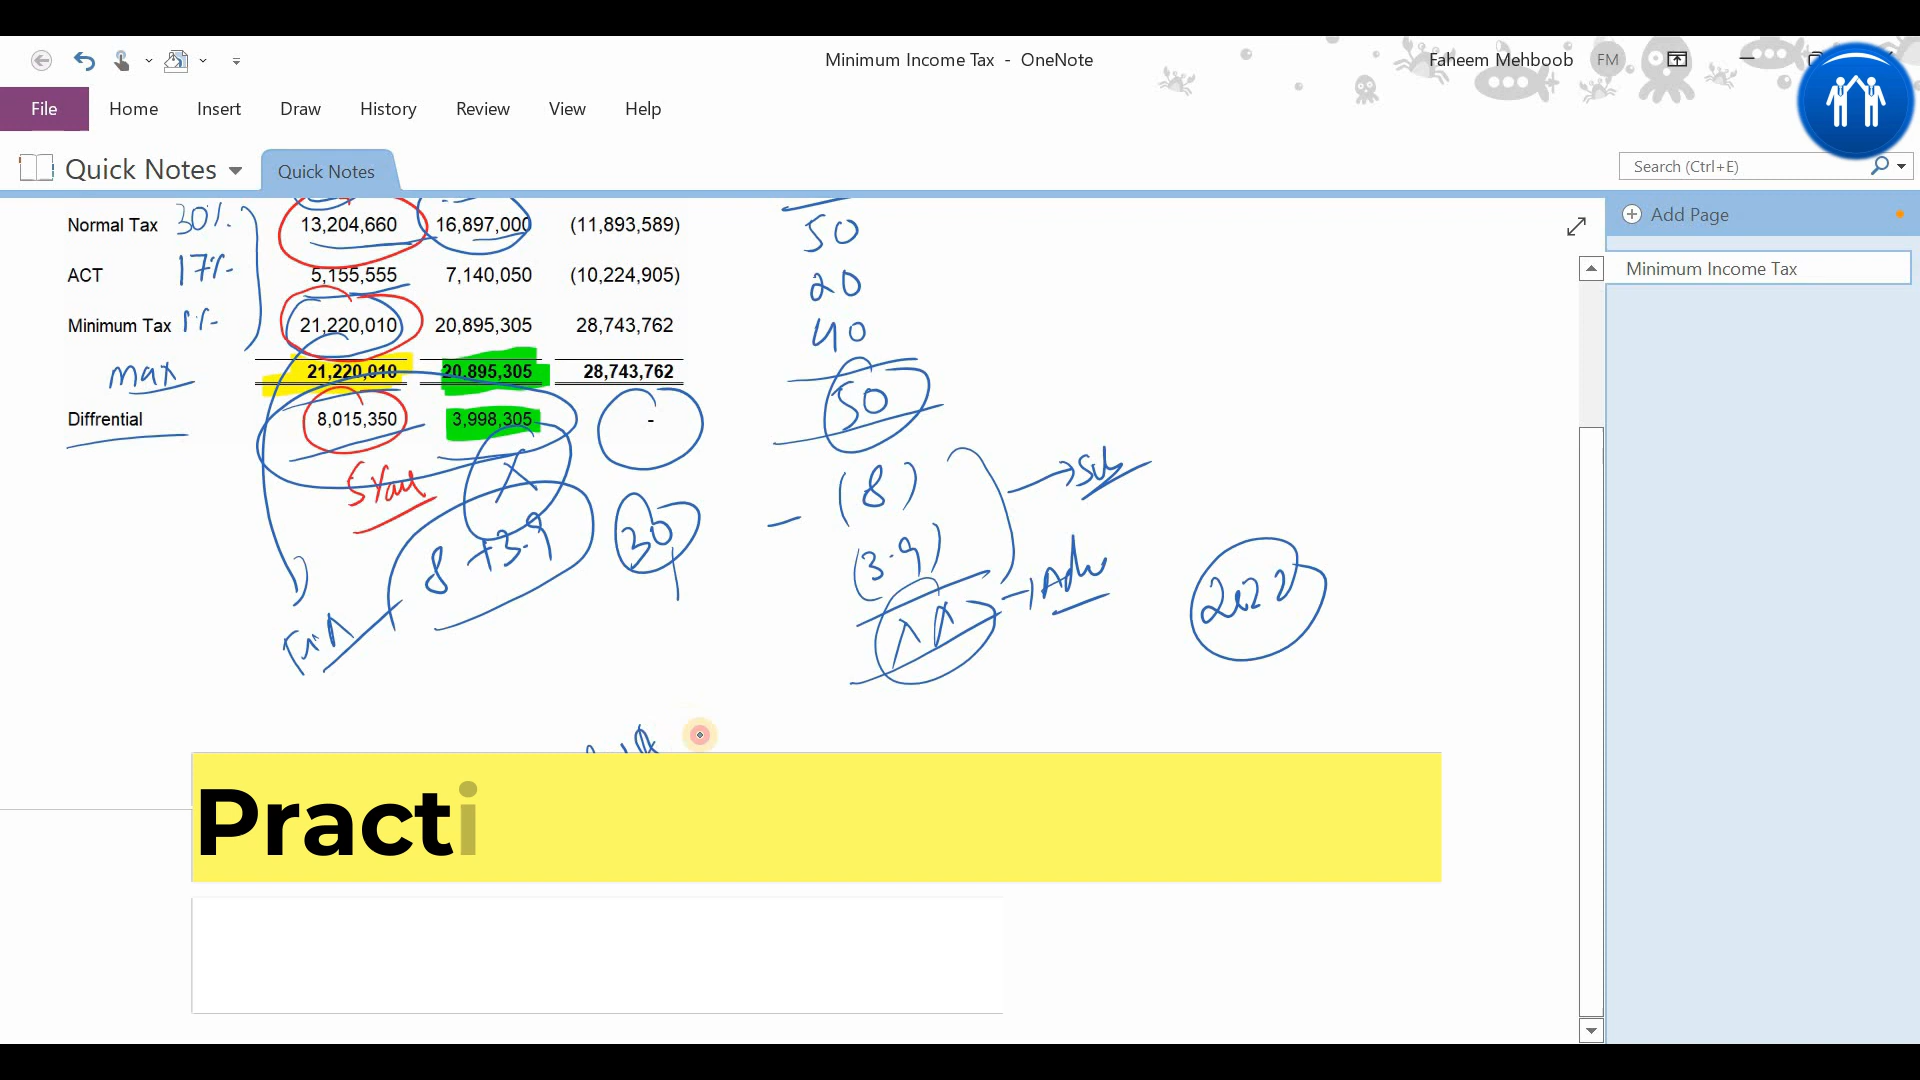 Minimum Income Tax - OneNote
Faheem Mehboob FM
File Home Insert Draw History Review View Help
Quick Notes
Quick Notes
Search (Ctrl+E)
Add Page
Minimum Income Tax
Normal Tax 30% 13,204,660 16,897,000 (11,893,589)
ACT 17% 5,155,555 7,140,050 (10,224,905)
Minimum Tax 1% 21,220,010 20,895,305 28,743,762
max 21,220,010 20,895,305 28,743,762
Diffrential 8,015,350 3,998,305 -
50
20
40
50
(8)
(3.9)
5 Year
8 + 3.9
30
2022
Practi